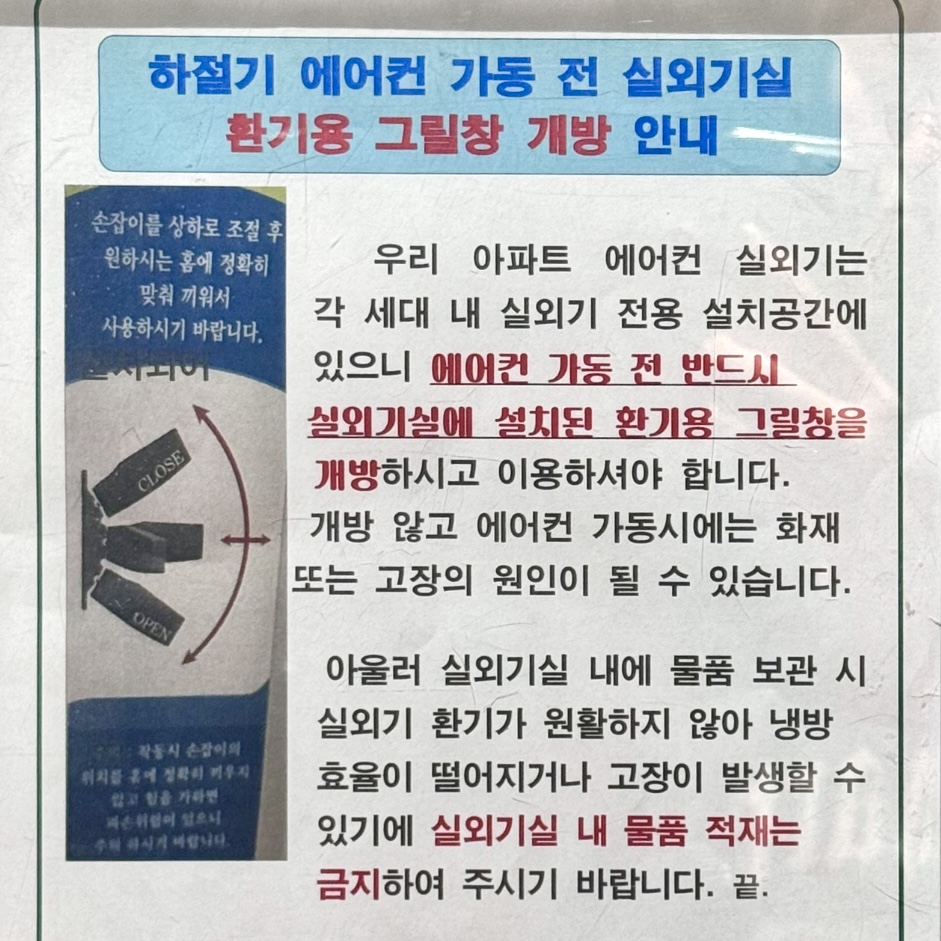 하절기 에어컨 가동 전 실외기실
환기용 그릴창 개방 안내
손잡이를 상하로 조절 후
원하시는 홈에 정확히
맞춰 끼워서
사용하시기 바랍니다.
CLOSE
OPEN
작동시 손잡이의
위치를 홈에 정확히 끼우지
않고 힘을 가하면
파손위험이 있으니
주의 하시기 바랍니다.
우리 아파트 에어컨 실외기는
각 세대 내 실외기 전용 설치공간에
있으니 에어컨 가동 전 반드시
실외기실에 설치된 환기용 그릴창을
개방하시고 이용하셔야 합니다.
개방 않고 에어컨 가동시에는 화재
또는 고장의 원인이 될 수 있습니다.
아울러 실외기실 내에 물품 보관 시
실외기 환기가 원활하지 않아 냉방
효율이 떨어지거나 고장이 발생할 수
있기에 실외기실 내 물품 적재는
금지하여 주시기 바랍니다. 끝.